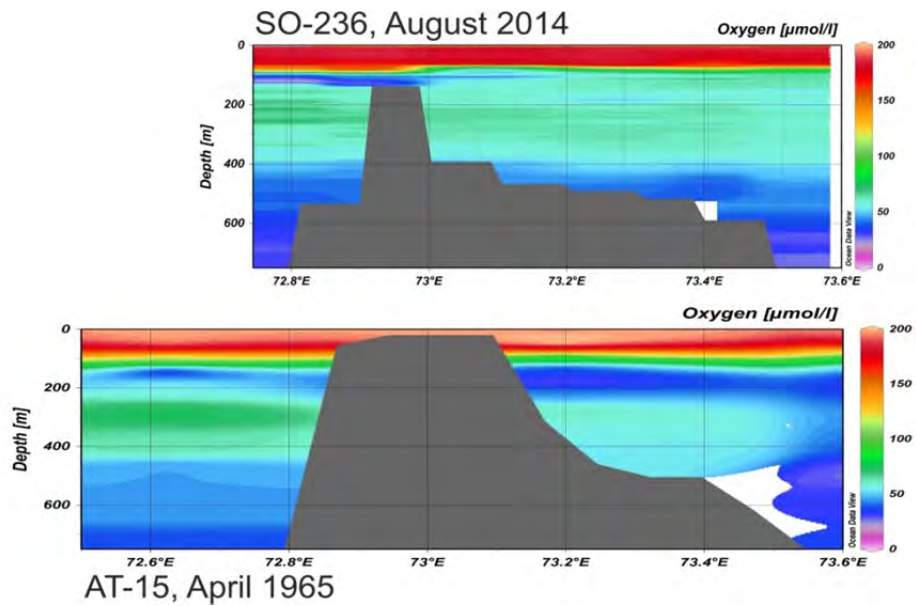 SO-236, August 2014
Oxygen [µmol/l]
0
200
400
600
Depth [m]
72.8°E
73°E
73.2°E
73.4°E
73.6°E
200
150
100
50
0
Ocean Data View
Oxygen [µmol/l]
0
200
400
600
Depth [m]
72.6°E
72.8°E
73°E
73.2°E
73.4°E
73.6°E
200
150
100
50
0
Ocean Data View
AT-15, April 1965